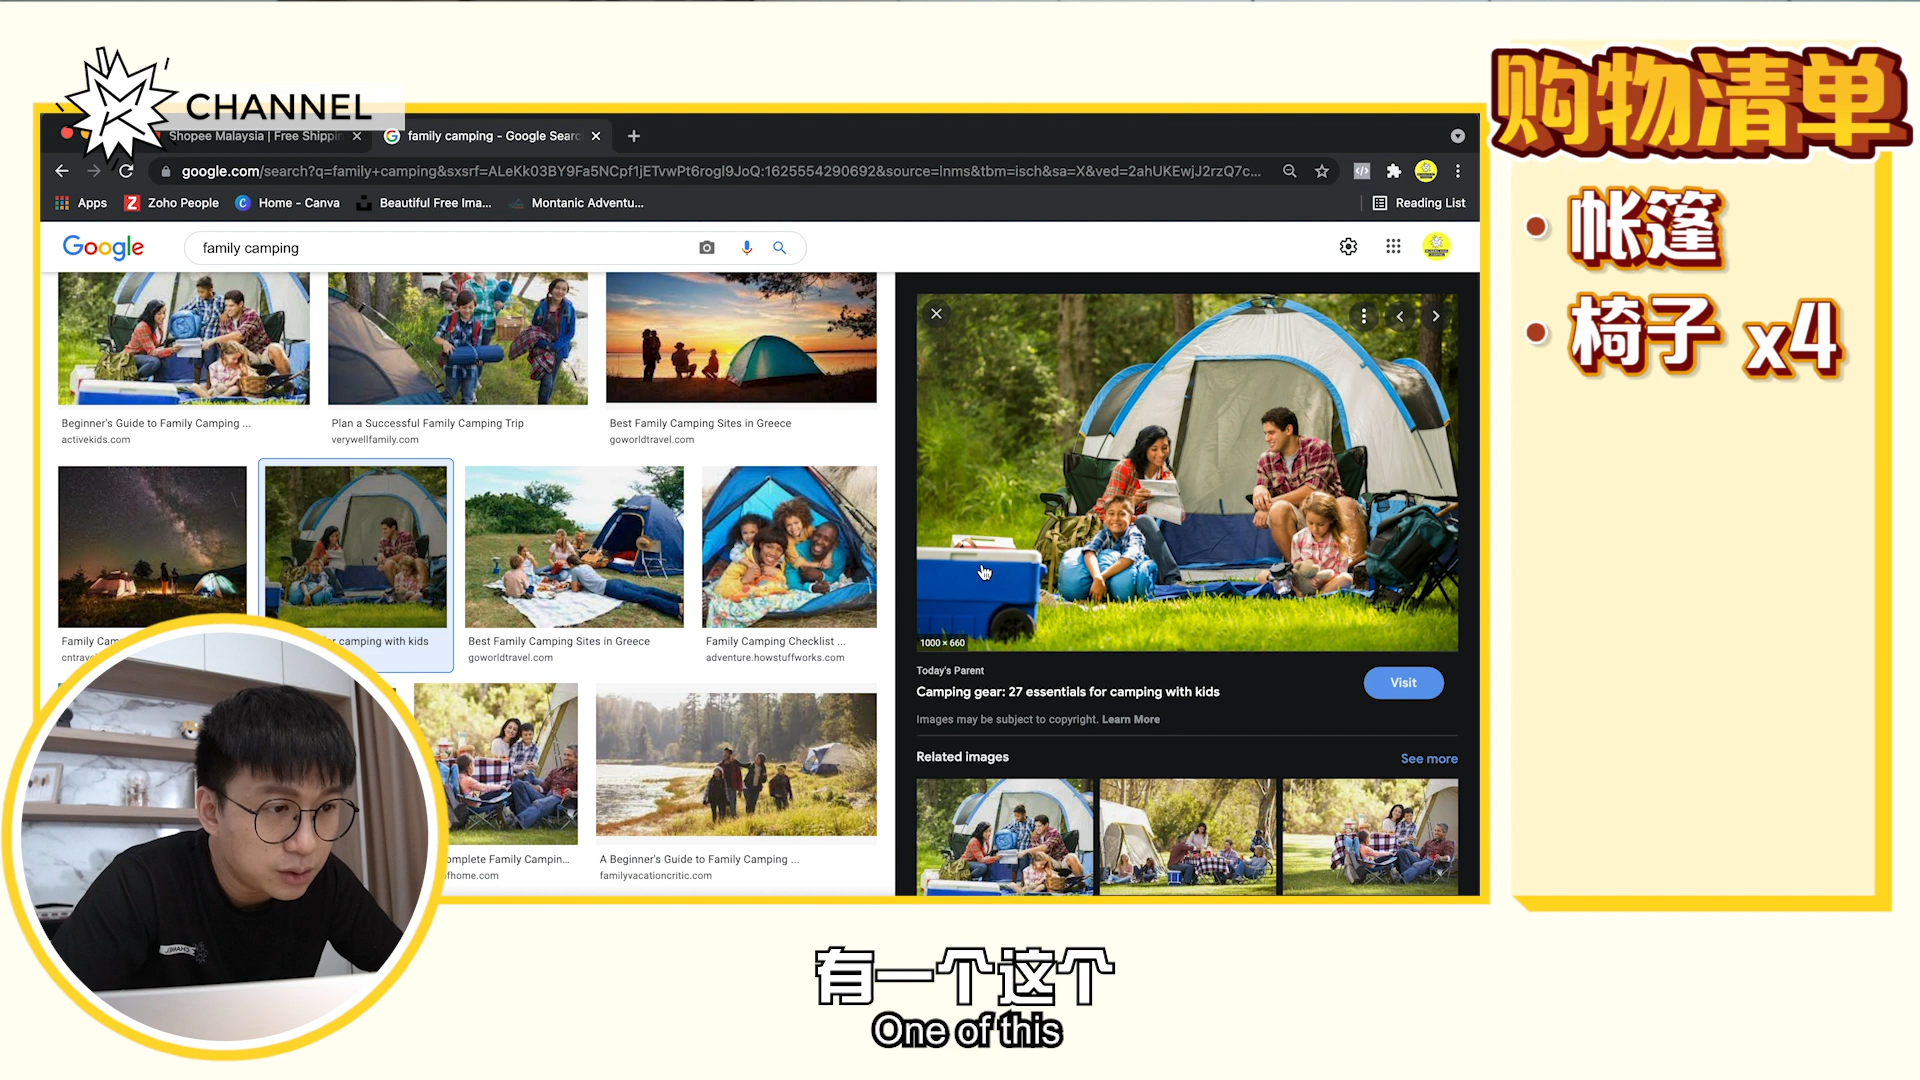 CHANNEL
购物清单
Shopee Malaysia | Free Shippin
family camping - Google Sear
google.com/search?q=family+camping&sxsrf=ALeKk03BY9Fa5NCpf1jETvwPt6rogl9JoQ:1625554290692&source=lnms&tbm=isch&sa=X&ved=2ahUKEwjJ2rzQ7c...
Apps
Zoho People
Home - Canva
Beautiful Free Ima...
Montanic Adventu...
Reading List
Google
family camping
帐篷
椅子 x4
Beginner's Guide to Family Camping ...
activekids.com
Plan a Successful Family Camping Trip
verywellfamily.com
Best Family Camping Sites in Greece
goworldtravel.com
Family Cam
cntrav
or camping with kids
Best Family Camping Sites in Greece
goworldtravel.com
Family Camping Checklist ...
adventure.howstuffworks.com
omplete Family Campin...
fhome.com
A Beginner's Guide to Family Camping ...
familyvacationcritic.com
1000 × 660
Today's Parent
Camping gear: 27 essentials for camping with kids
Visit
Images may be subject to copyright. Learn More
Related images
See more
有一个这个
One of this